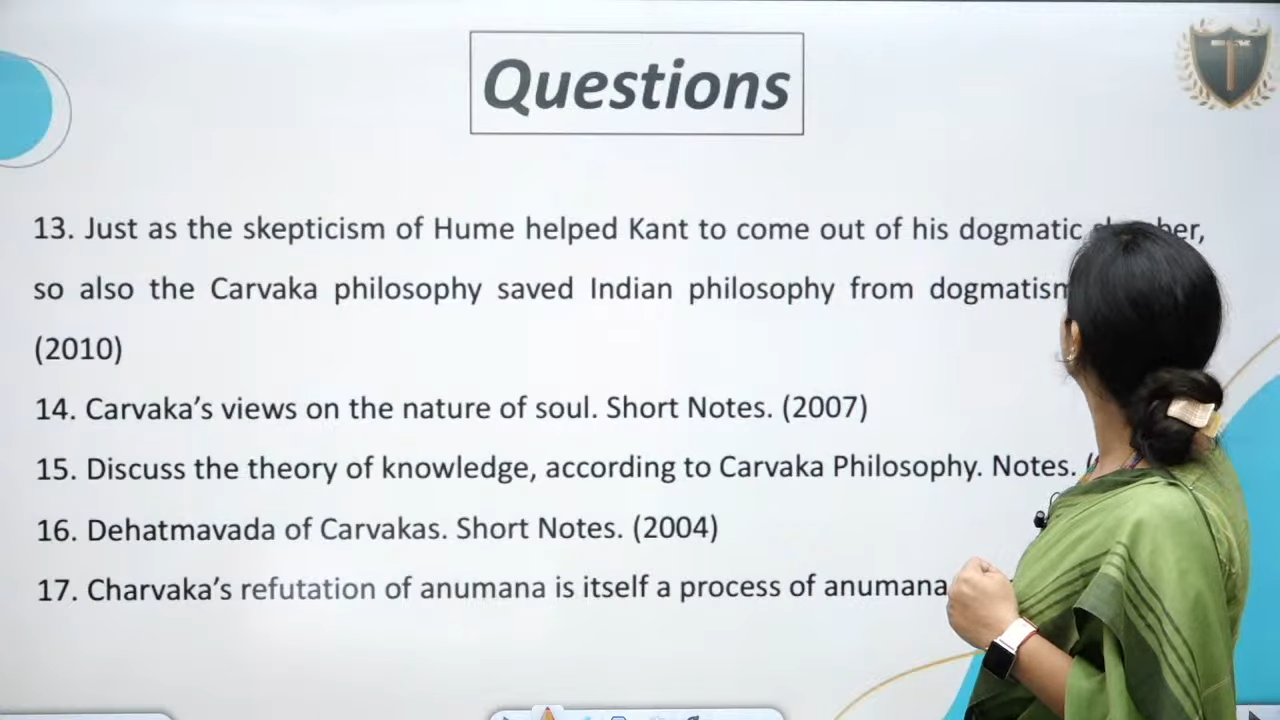 Questions
13. Just as the skepticism of Hume helped Kant to come out of his dogmatic
so also the Carvaka philosophy saved Indian philosophy from dogmatism
(2010)
14. Carvaka’s views on the nature of soul. Short Notes. (2007)
15. Discuss the theory of knowledge, according to Carvaka Philosophy. Notes.
16. Dehatmavada of Carvakas. Short Notes. (2004)
17. Charvaka’s refutation of anumana is itself a process of anumana